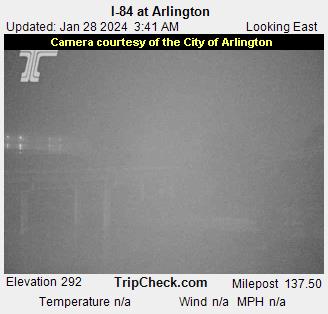 I-84 at Arlington
Updated: Jan 28 2024 3:41 AM Looking East
Camera courtesy of the City of Arlington
Elevation 292 TripCheck.com Milepost 137.50
Temperature n/a Wind n/a MPH n/a